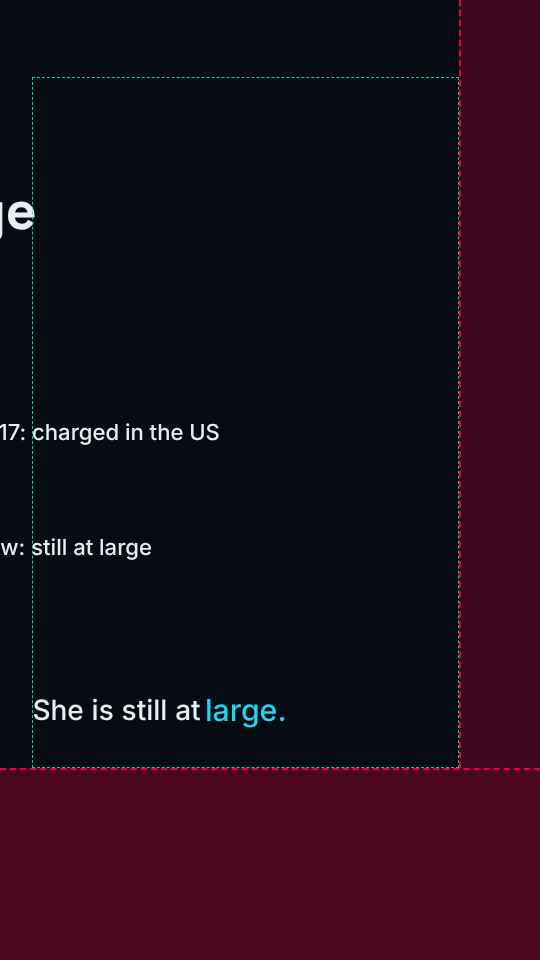 ge
17: charged in the US
w: still at large
She is still at large.